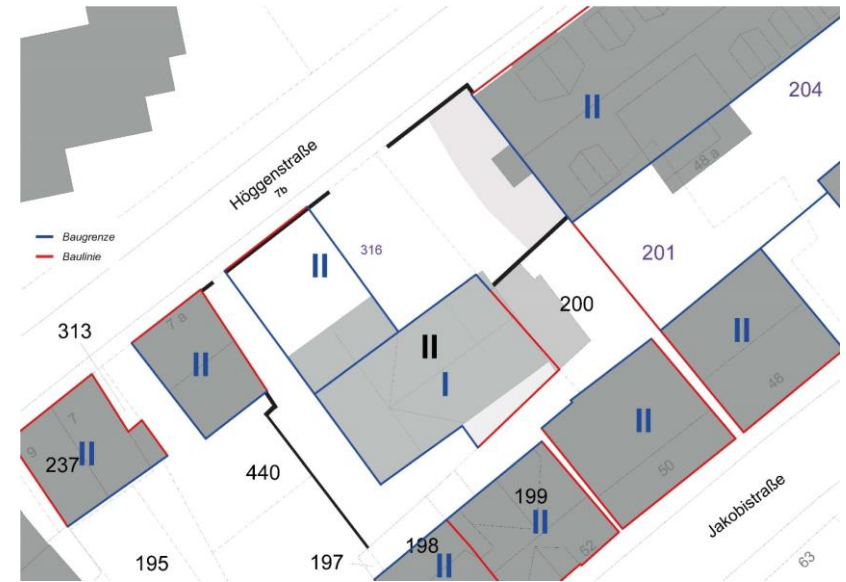 II
204
48 a
Höggenstraße
7b
Baugrenze
Baulinie
II
316
201
200
313
7 a
II
II
I
II
II
48
7
9
237
II
440
II
50
199
II
52
198
II
195
197
Jakobistraße
63